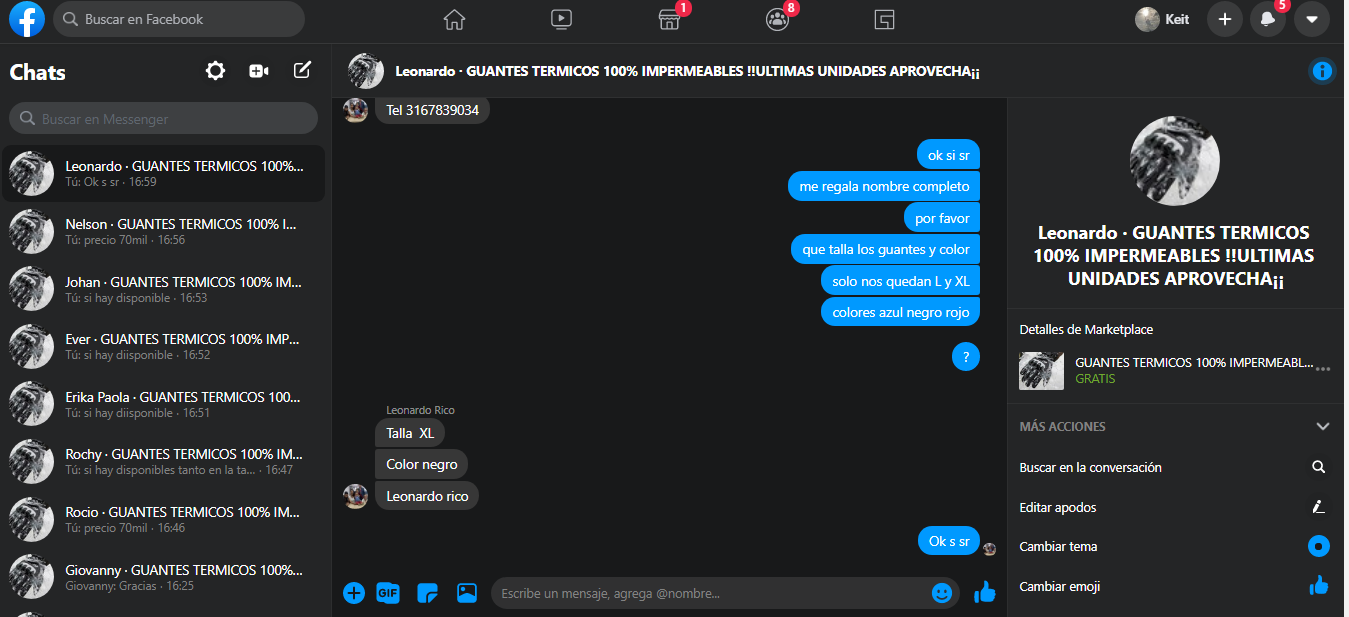 Buscar en Facebook
1
8
Keit
5
Chats
Buscar en Messenger
Leonardo · GUANTES TERMICOS 100%...
Tú: Ok s sr · 16:59
Nelson · GUANTES TERMICOS 100% I...
Tú: precio 70mil · 16:56
Johan · GUANTES TERMICOS 100% IM...
Tú: si hay disponible · 16:53
Ever · GUANTES TERMICOS 100% IMP...
Tú: si hay diisponible · 16:52
Erika Paola · GUANTES TERMICOS 100...
Tú: si hay diisponible · 16:51
Rochy · GUANTES TERMICOS 100% IM...
Tú: si hay disponibles tanto en la ta... · 16:47
Rocio · GUANTES TERMICOS 100% IM...
Tú: precio 70mil · 16:46
Giovanny · GUANTES TERMICOS 100%...
Giovanny: Gracias · 16:25
Leonardo · GUANTES TERMICOS 100% IMPERMEABLES !!ULTIMAS UNIDADES APROVECHA¡¡
Tel 3167839034
ok si sr
me regala nombre completo
por favor
que talla los guantes y color
solo nos quedan L y XL
colores azul negro rojo
?
Leonardo Rico
Talla XL
Color negro
Leonardo rico
Ok s sr
GIF
Escribe un mensaje, agrega @nombre...
Leonardo · GUANTES TERMICOS
100% IMPERMEABLES !!ULTIMAS
UNIDADES APROVECHA¡¡
Detalles de Marketplace
GUANTES TERMICOS 100% IMPERMEABL...
GRATIS
MÁS ACCIONES
Buscar en la conversación
Editar apodos
Cambiar tema
Cambiar emoji